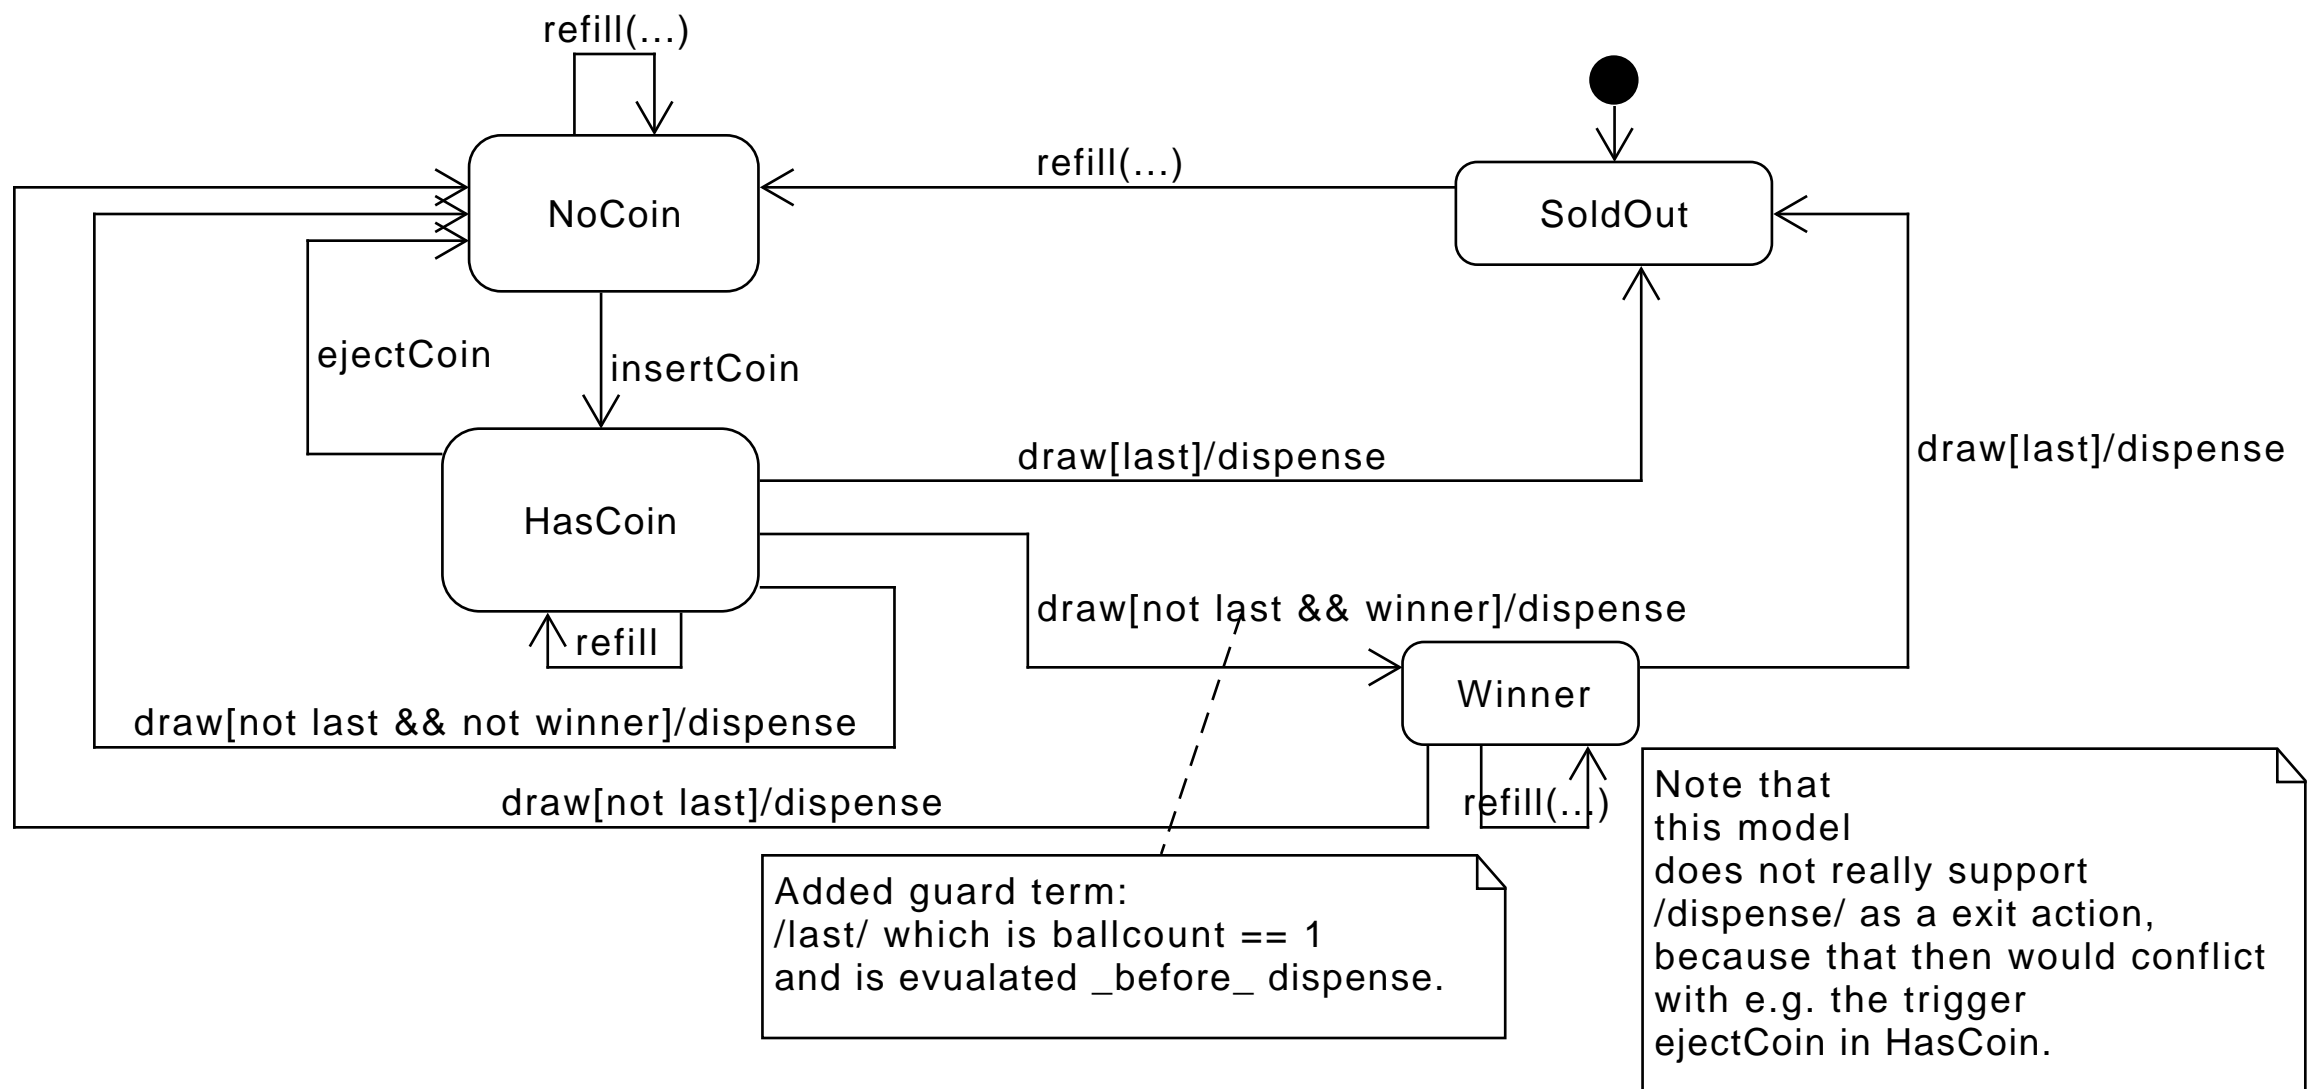 refill(...)
refill(...)
NoCoin
SoldOut
ejectCoin
insertCoin
draw[last]/dispense
draw[last]/dispense
HasCoin
draw[not last && winner]/dispense
refill
Winner
draw[not last && not winner]/dispense
draw[not last]/dispense
refill(...)
Note that
this model
does not really support
/dispense/ as a exit action,
because that then would conflict
with e.g. the trigger
ejectCoin in HasCoin.
Added guard term:
/last/ which is ballcount == 1
and is evualated _before_ dispense.